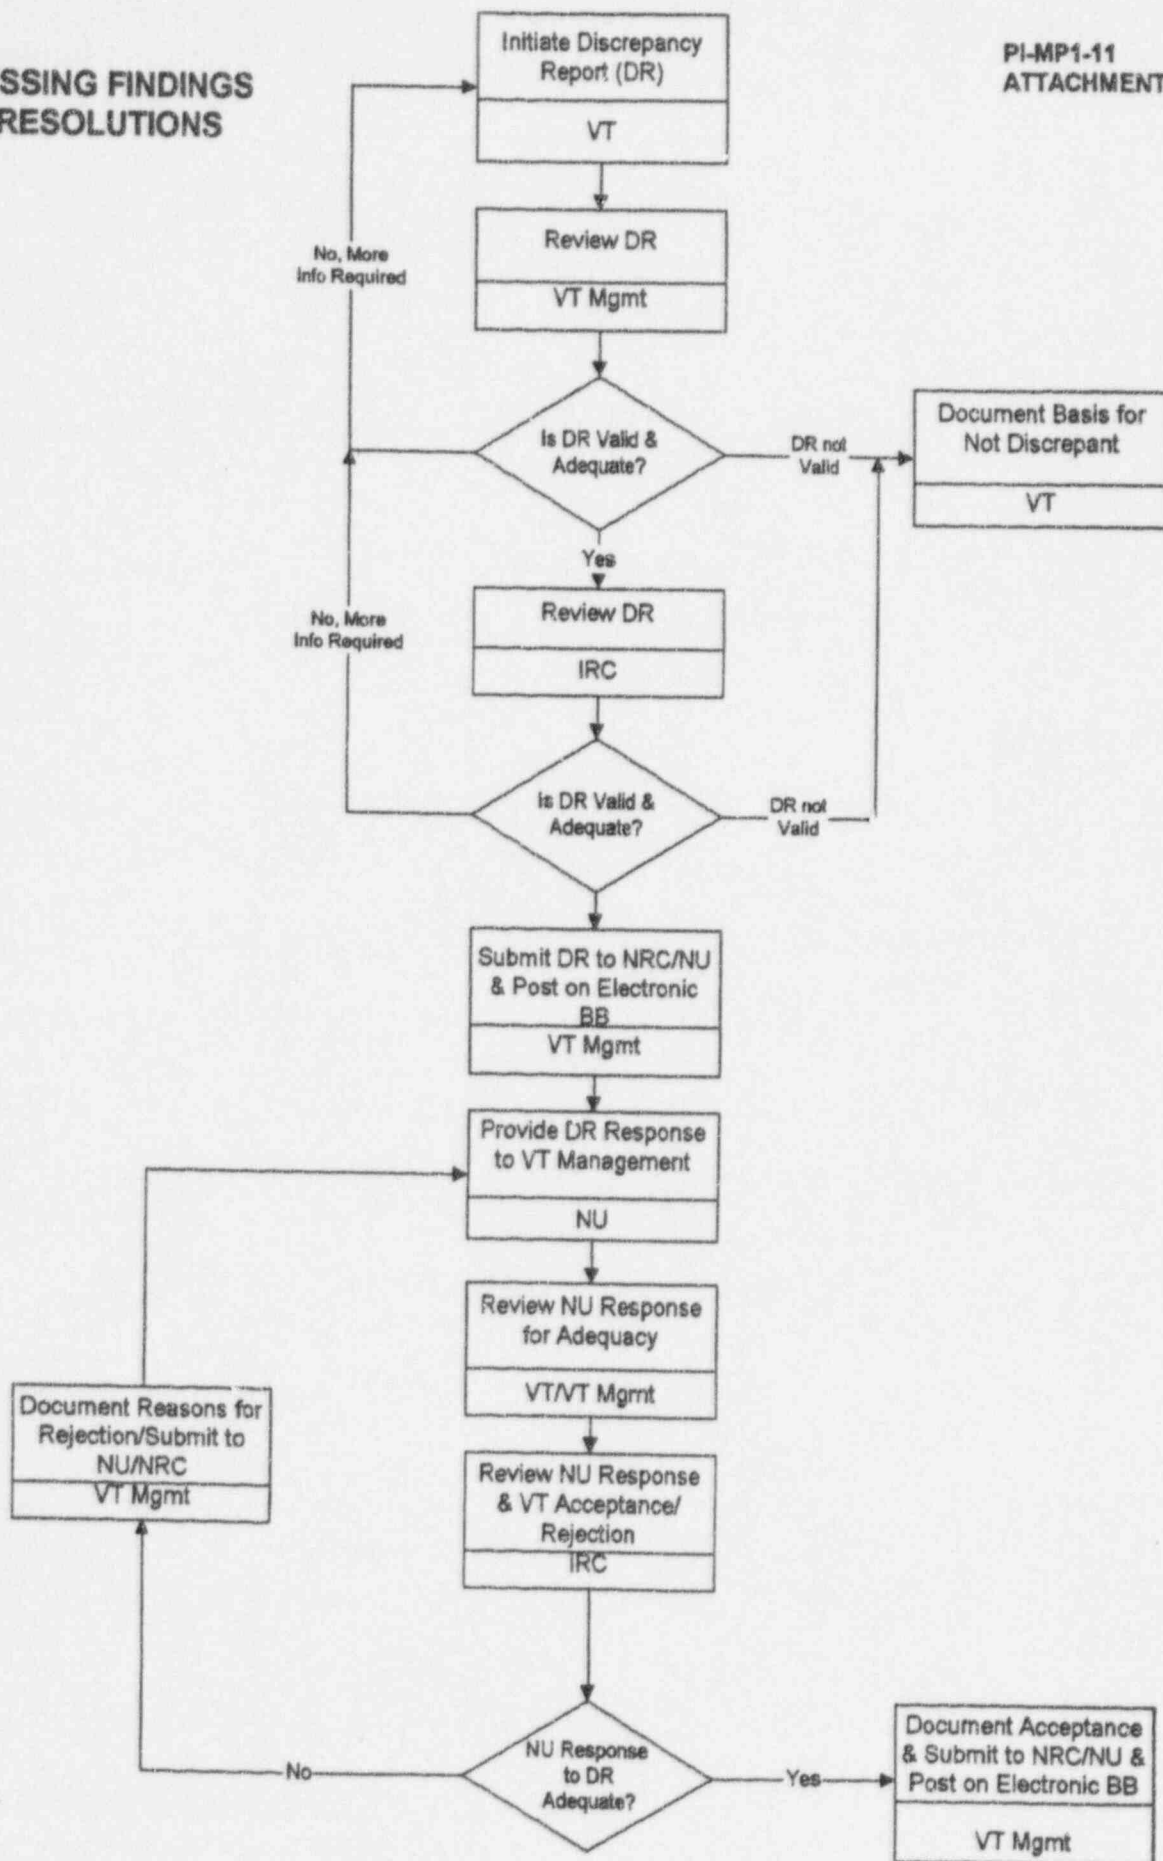 SSING FINDINGS
RESOLUTIONS
PI-MP1-11
ATTACHMENT
Initiate Discrepancy
Report (DR)
VT
Review DR
VT Mgmt
No, More
Info Required
Is DR Valid &
Adequate?
DR not
Valid
Document Basis for
Not Discrepant
VT
Yes
Review DR
IRC
No, More
Info Required
Is DR Valid &
Adequate?
DR not
Valid
Submit DR to NRC/NU
& Post on Electronic
BB
VT Mgmt
Provide DR Response
to VT Management
NU
Review NU Response
for Adequacy
VT/VT Mgmt
Document Reasons for
Rejection/Submit to
NU/NRC
VT Mgmt
Review NU Response
& VT Acceptance/
Rejection
IRC
NU Response
to DR
Adequate?
No
Yes
Document Acceptance
& Submit to NRC/NU &
Post on Electronic BB
VT Mgmt